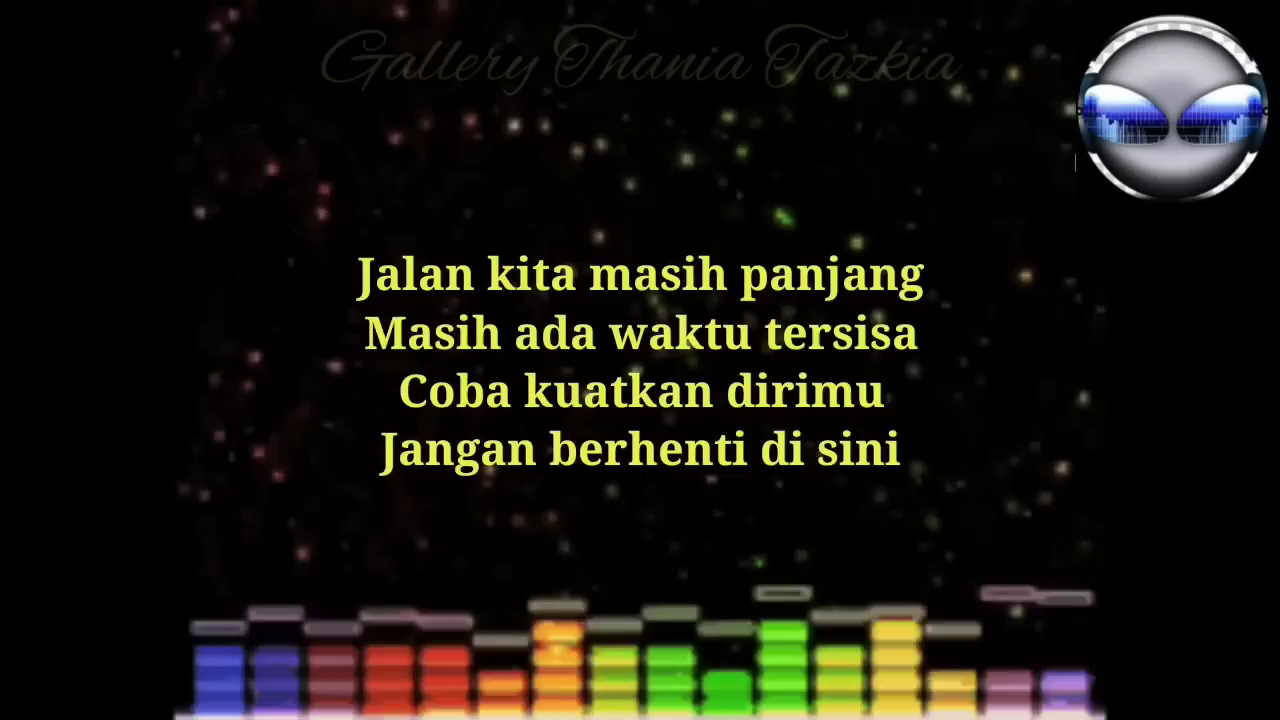 Gallery Thania Tazkia
Jalan kita masih panjang
Masih ada waktu tersisa
Coba kuatkan dirimu
Jangan berhenti di sini